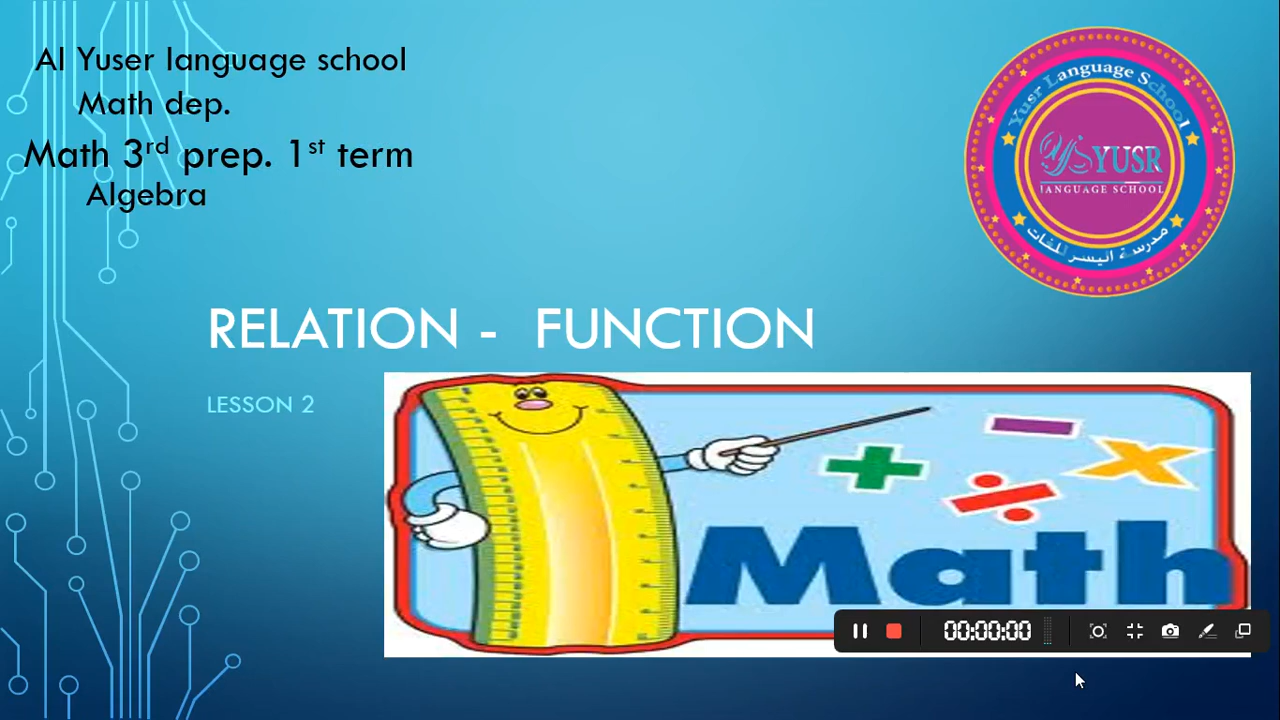 Al Yuser language school
Math dep.
Math 3rd prep. 1st term
Algebra
Yusr Language School
YUSR
LANGUAGE SCHOOL
مدرسة اليسر للغات
RELATION - FUNCTION
LESSON 2
Math
00:00:00